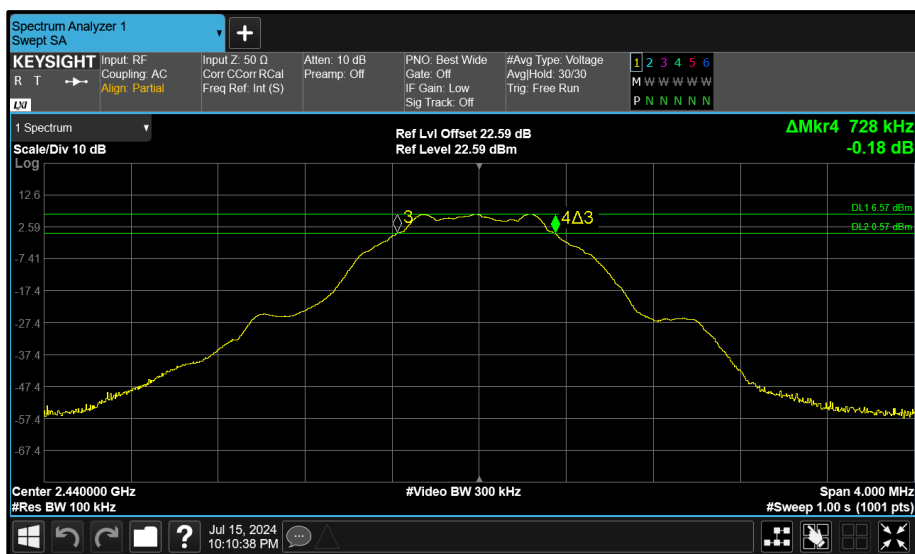 Spectrum Analyzer 1
Swept SA
+
KEYSIGHT
R T
LXI
Input: RF
Coupling: AC
Align: Partial
Input Z: 50 Ω
Corr CCorr RCal
Freq Ref: Int (S)
Atten: 10 dB
Preamp: Off
PNO: Best Wide
Gate: Off
IF Gain: Low
Sig Track: Off
#Avg Type: Voltage
Avg|Hold: 30/30
Trig: Free Run
1 2 3 4 5 6
M W W W W W
P N N N N N
1 Spectrum
Scale/Div 10 dB
Log
Ref Lvl Offset 22.59 dB
Ref Level 22.59 dBm
ΔMkr4 728 kHz
-0.18 dB
12.6
2.59
-7.41
-17.4
-27.4
-37.4
-47.4
-57.4
-67.4
3
4Δ3
DL1 6.57 dBm
DL2 0.57 dBm
Center 2.440000 GHz
#Res BW 100 kHz
#Video BW 300 kHz
Span 4.000 MHz
#Sweep 1.00 s (1001 pts)
?
Jul 15, 2024
10:10:38 PM